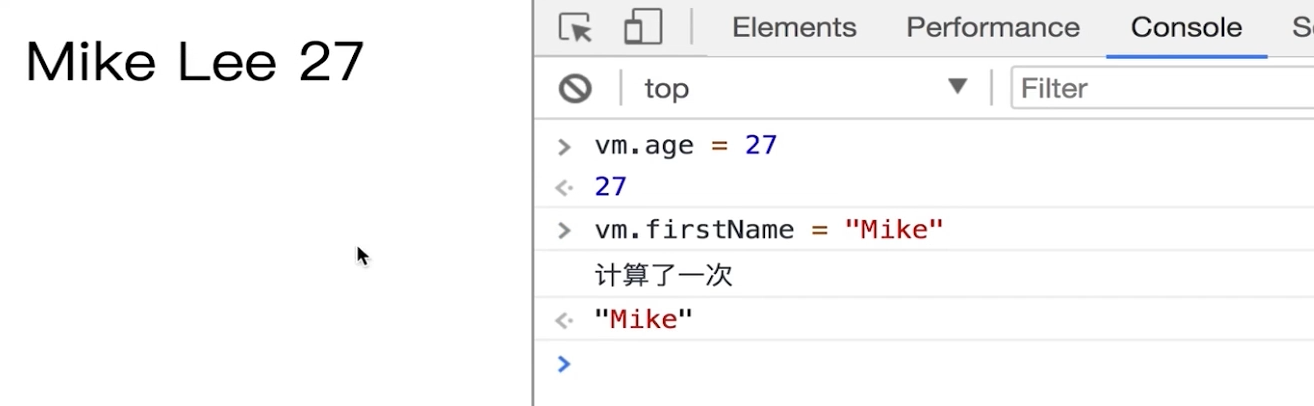 Mike Lee 27
Elements Performance Console
top Filter
> vm.age = 27
<· 27
> vm.firstName = "Mike"
计算了一次
<· "Mike"
>